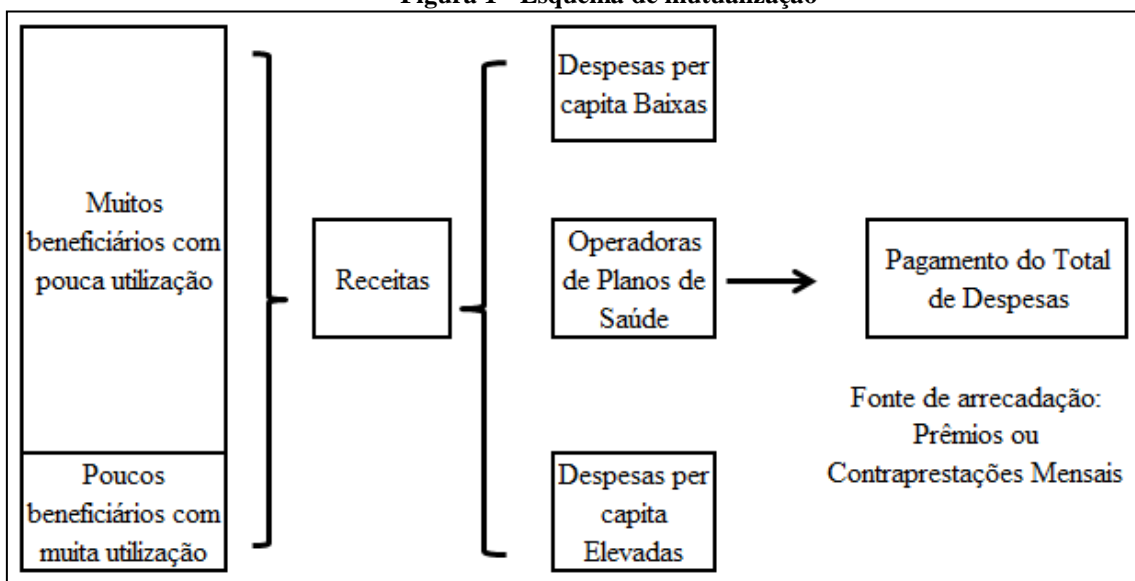 Figura 1 - Esquema de mutualização
Muitos
beneficiários com
pouca utilização
Poucos
beneficiários com
muita utilização
Receitas
Despesas per
capita Baixas
Operadoras
de Planos de
Saúde
Despesas per
capita
Elevadas
Pagamento do Total
de Despesas
Fonte de arrecadação:
Prêmios ou
Contraprestações Mensais